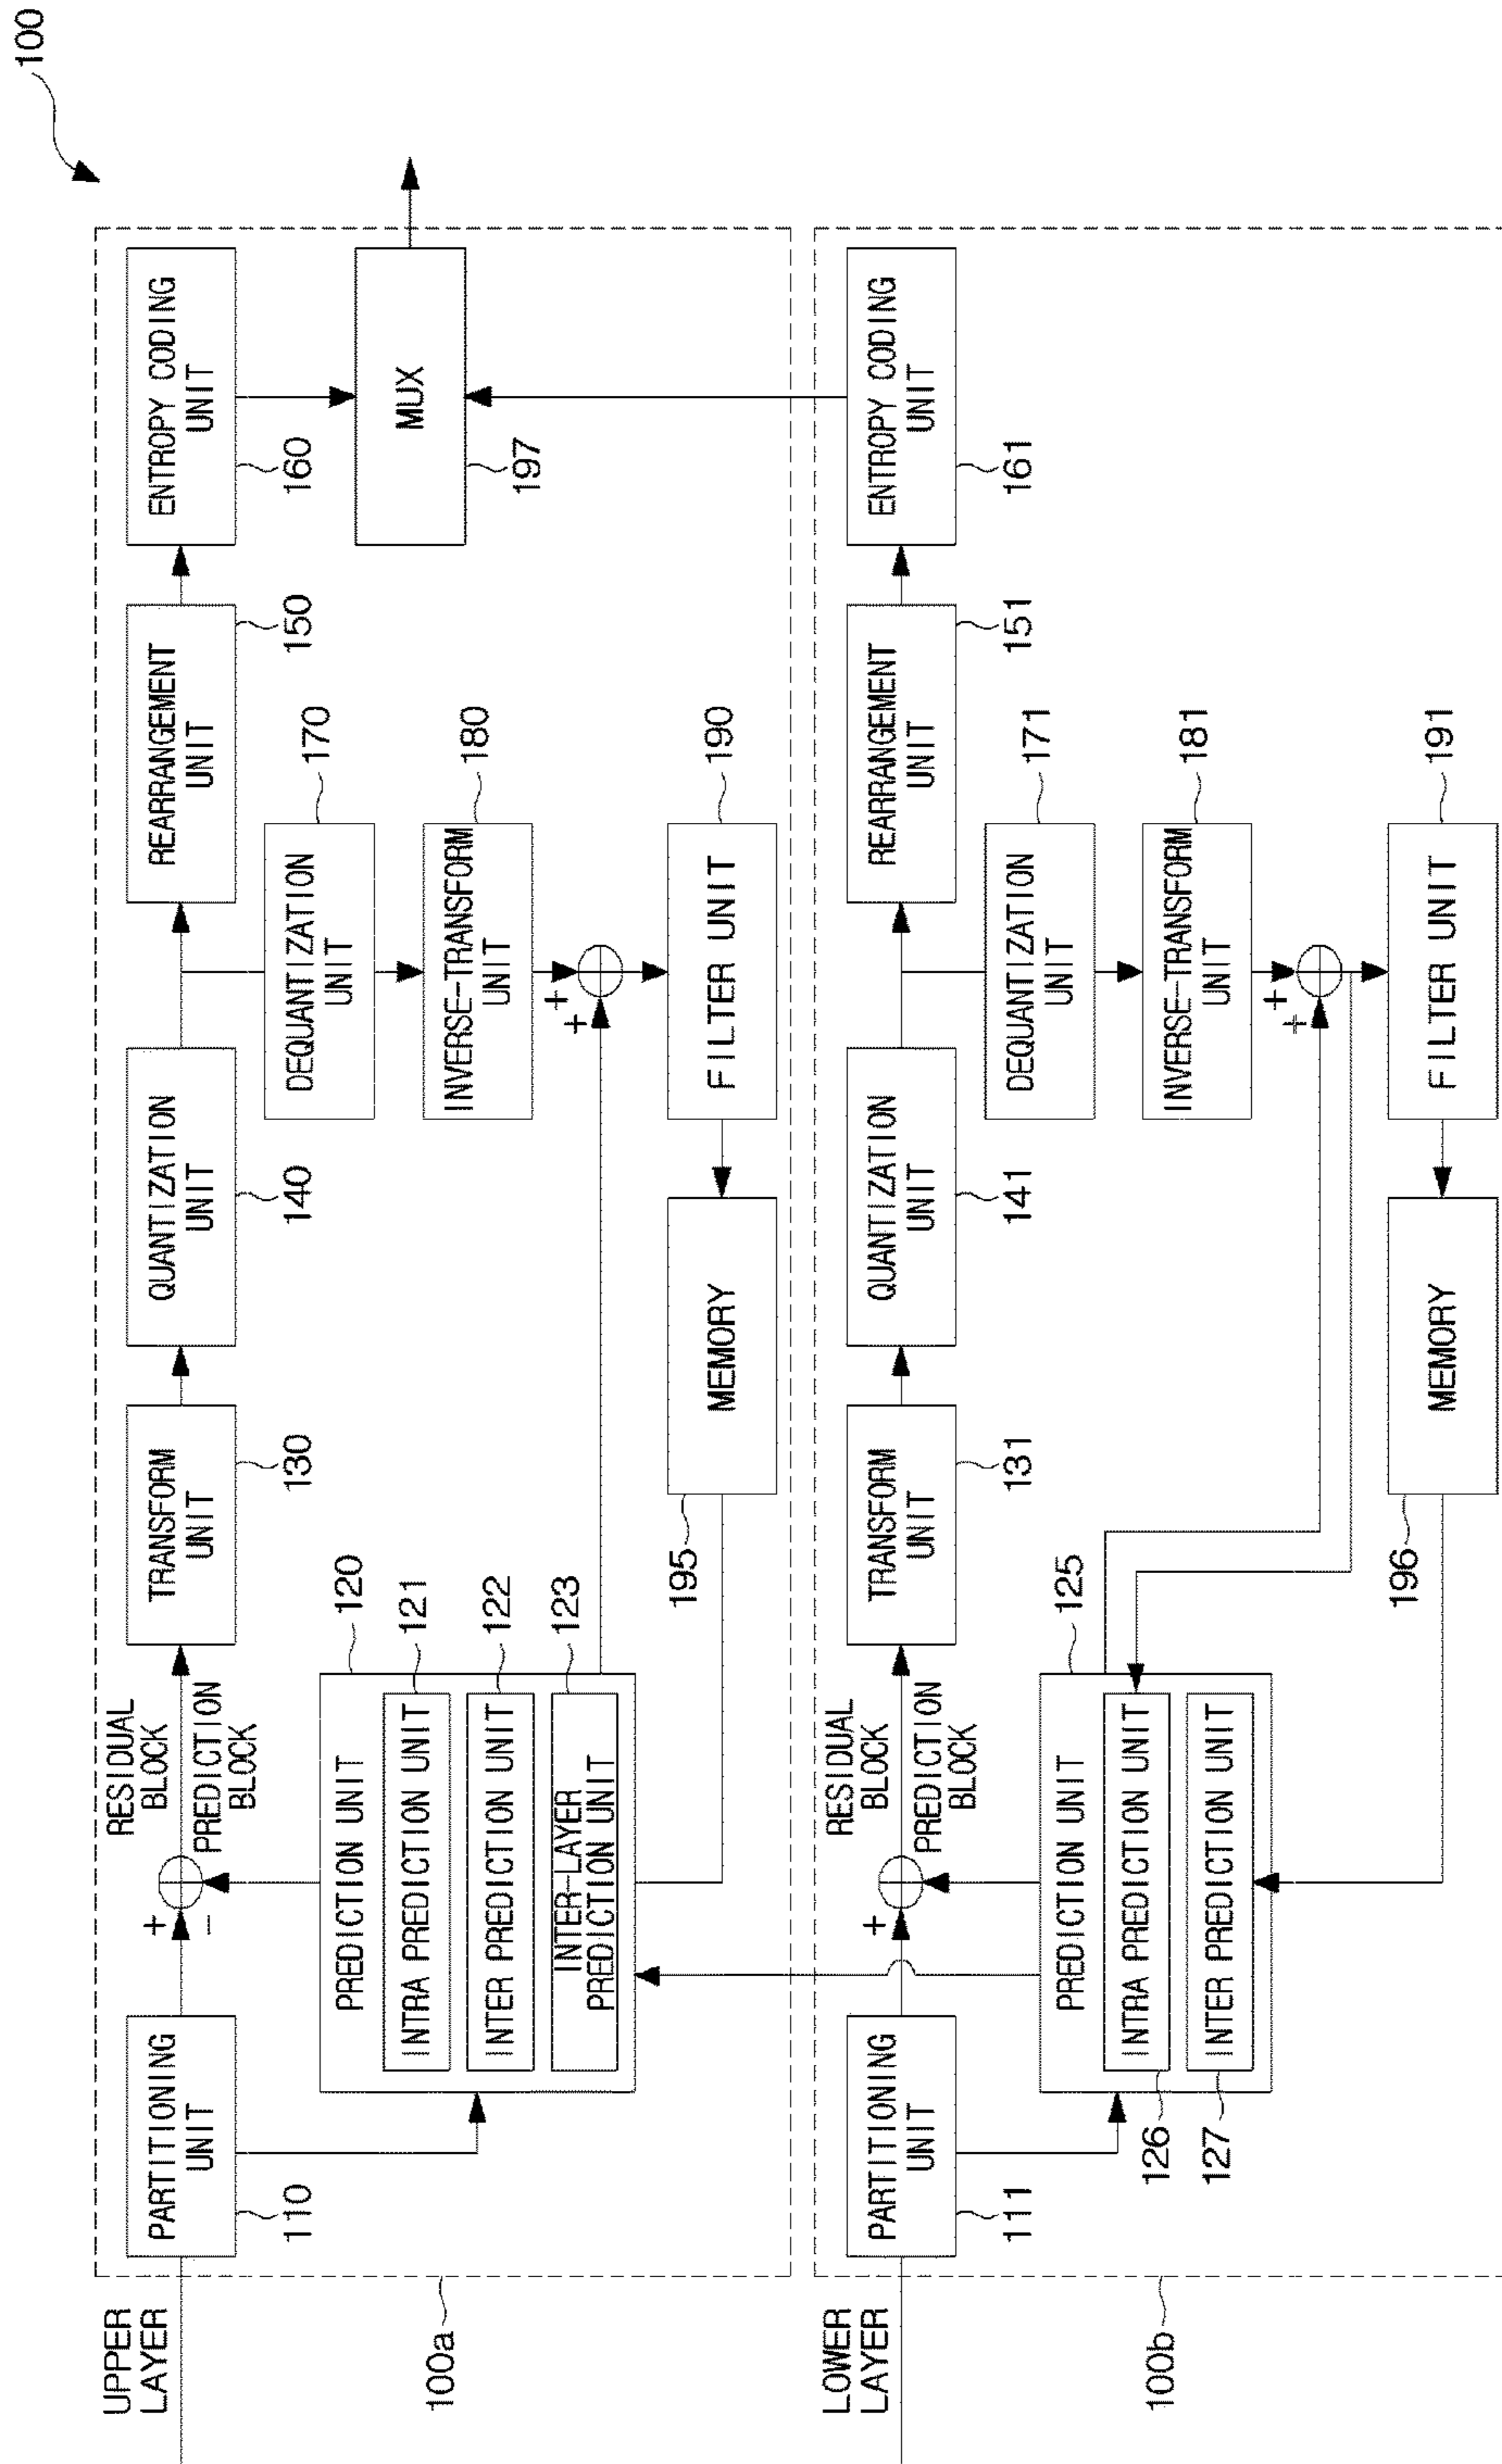 100
UPPER
LAYER
100a
PARTITIONING
UNIT
110
+
-
RESIDUAL
BLOCK
PREDICTION
BLOCK
TRANSFORM
UNIT
130
QUANTIZATION
UNIT
140
REARRANGEMENT
UNIT
150
ENTROPY CODING
UNIT
160
MUX
197
PREDICTION UNIT
120
INTRA PREDICTION UNIT
121
INTER PREDICTION UNIT
122
INTER-LAYER
PREDICTION UNIT
123
DEQUANTIZATION
UNIT
170
INVERSE-TRANSFORM
UNIT
180
+
+
FILTER UNIT
190
MEMORY
195
LOWER
LAYER
100b
PARTITIONING
UNIT
111
+
RESIDUAL
BLOCK
PREDICTION
BLOCK
TRANSFORM
UNIT
131
QUANTIZATION
UNIT
141
REARRANGEMENT
UNIT
151
ENTROPY CODING
UNIT
161
PREDICTION UNIT
125
INTRA PREDICTION UNIT
126
INTER PREDICTION UNIT
127
DEQUANTIZATION
UNIT
171
INVERSE-TRANSFORM
UNIT
181
+
+
FILTER UNIT
191
MEMORY
196